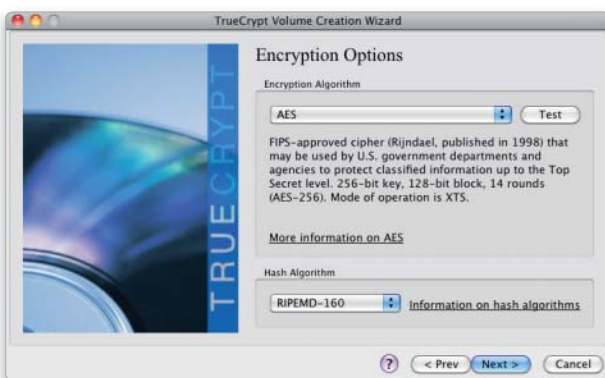 TrueCrypt Volume Creation Wizard
TRUECRYPT
Encryption Options
Encryption Algorithm
AES
Test
FIPS-approved cipher (Rijndael, published in 1998) that
may be used by U.S. government departments and
agencies to protect classified information up to the Top
Secret level. 256-bit key, 128-bit block, 14 rounds
(AES-256). Mode of operation is XTS.
More information on AES
Hash Algorithm
RIPEMD-160
Information on hash algorithms
? < Prev Next > Cancel